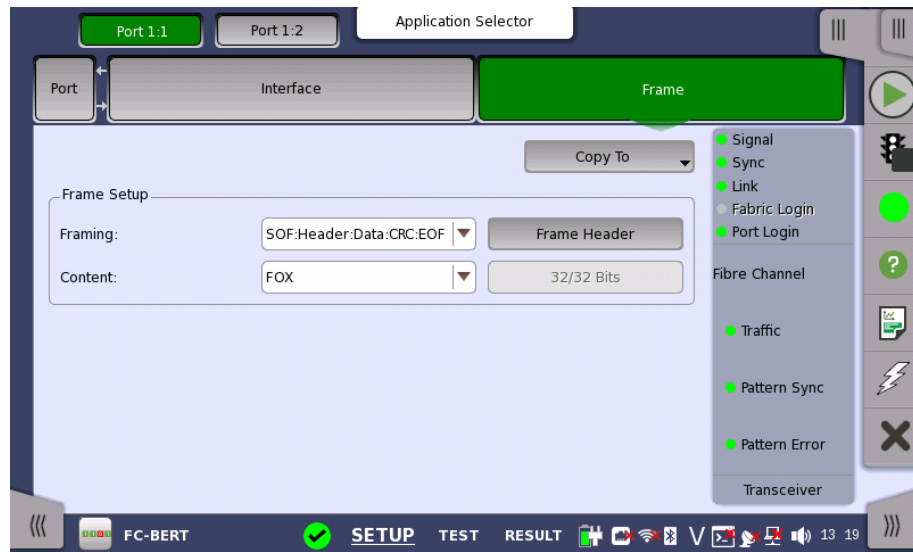 Application Selector
Port 1:1
Port 1:2
Port
Interface
Frame
Copy To
Signal
Sync
Link
Fabric Login
Port Login
Frame Setup
Framing:
SOF:Header:Data:CRC:EOF
Frame Header
Content:
FOX
32/32 Bits
Fibre Channel
Traffic
Pattern Sync
Pattern Error
Transceiver
FC-BERT
SETUP
TEST
RESULT
V
13 19